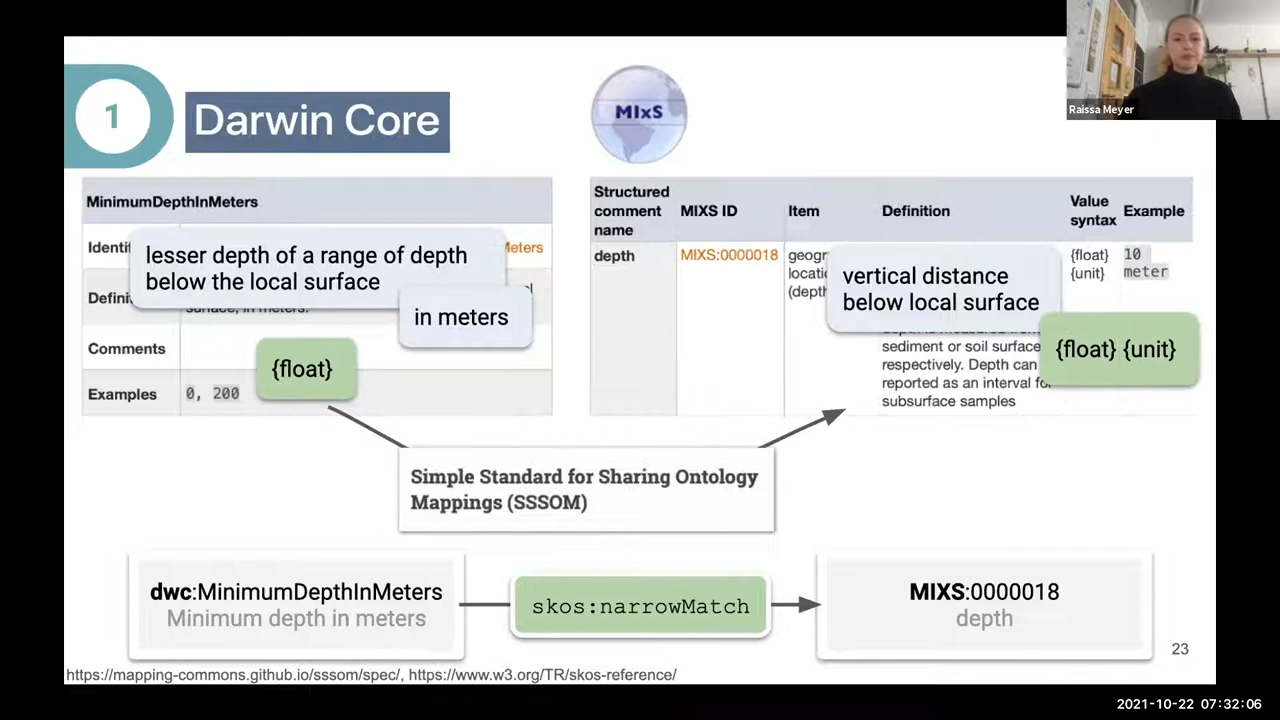 1
Darwin Core
MIxS
Raissa Meyer
MinimumDepthInMeters
Meters
lesser depth of a range of depth
below the local surface
surface, in meters.
in meters
Comments
{float}
Examples
0, 200
Structured
comment
name
MIXS ID
Item
Definition
Value
syntax
Example
depth
MIXS:0000018
(depth
{float}
{unit}
10
meter
vertical distance
below local surface
sediment or soil surface
respectively. Depth can
reported as an interval for
subsurface samples
{float} {unit}
Simple Standard for Sharing Ontology
Mappings (SSSOM)
dwc:MinimumDepthInMeters
Minimum depth in meters
skos:narrowMatch
MIXS:0000018
depth
23
https://mapping-commons.github.io/sssom/spec/, https://www.w3.org/TR/skos-reference/
2021-10-22 07:32:06